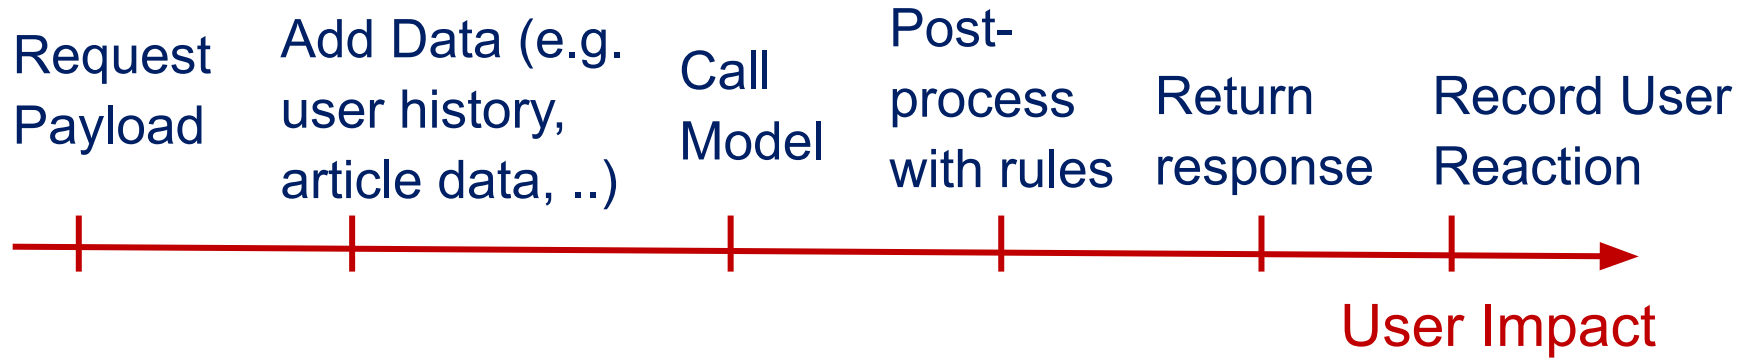 Request
Payload
Add Data (e.g.
user history,
article data, ..)
Call
Model
Post-
process
with rules
Return
response
Record User
Reaction
User Impact